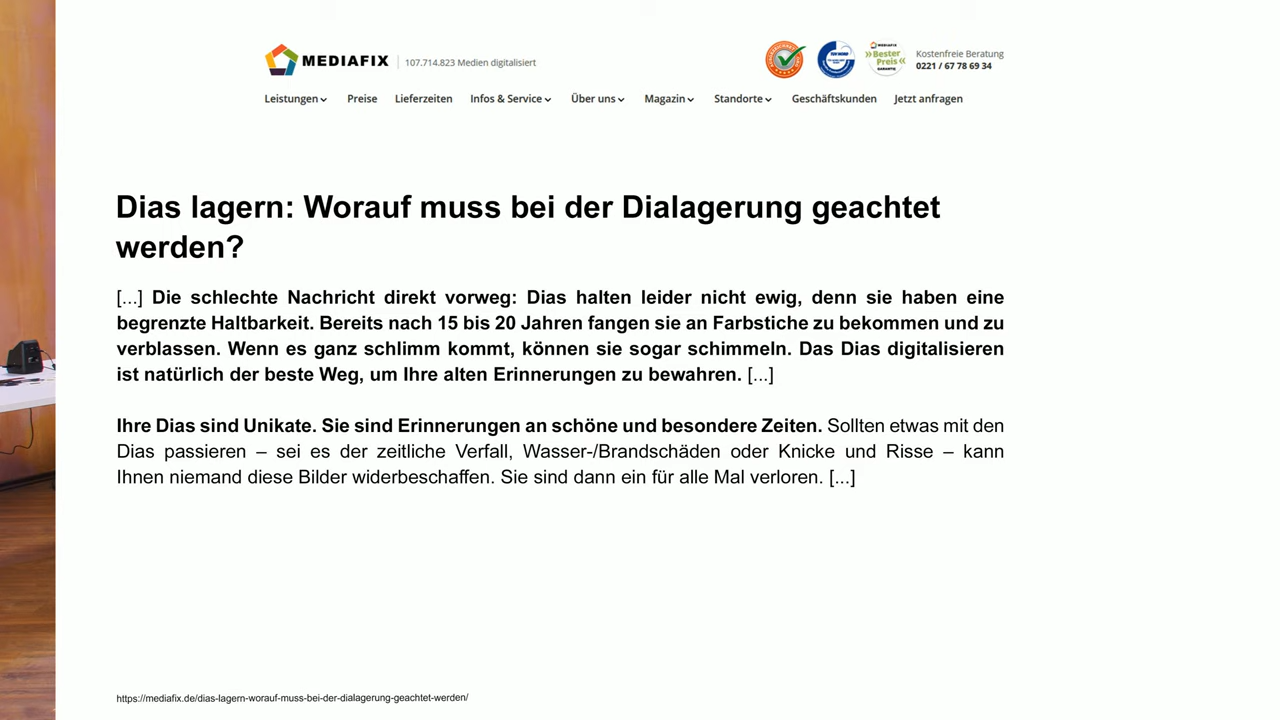 MEDIAFIX
107.714.823 Medien digitalisiert
MEDIAFIX
Bester
Preis
GARANTIE
Kostenfreie Beratung
0221 / 67 78 69 34
Leistungen Preise Lieferzeiten Infos & Service Über uns Magazin Standorte Geschäftskunden Jetzt anfragen
Dias lagern: Worauf muss bei der Dialagerung geachtet
werden?
[...] Die schlechte Nachricht direkt vorweg: Dias halten leider nicht ewig, denn sie haben eine
begrenzte Haltbarkeit. Bereits nach 15 bis 20 Jahren fangen sie an Farbstiche zu bekommen und zu
verblassen. Wenn es ganz schlimm kommt, können sie sogar schimmeln. Das Dias digitalisieren
ist natürlich der beste Weg, um Ihre alten Erinnerungen zu bewahren. [...]
Ihre Dias sind Unikate. Sie sind Erinnerungen an schöne und besondere Zeiten. Sollten etwas mit den
Dias passieren – sei es der zeitliche Verfall, Wasser-/Brandschäden oder Knicke und Risse – kann
Ihnen niemand diese Bilder widerbeschaffen. Sie sind dann ein für alle Mal verloren. [...]
https://mediafix.de/dias-lagern-worauf-muss-bei-der-dialagerung-geachtet-werden/